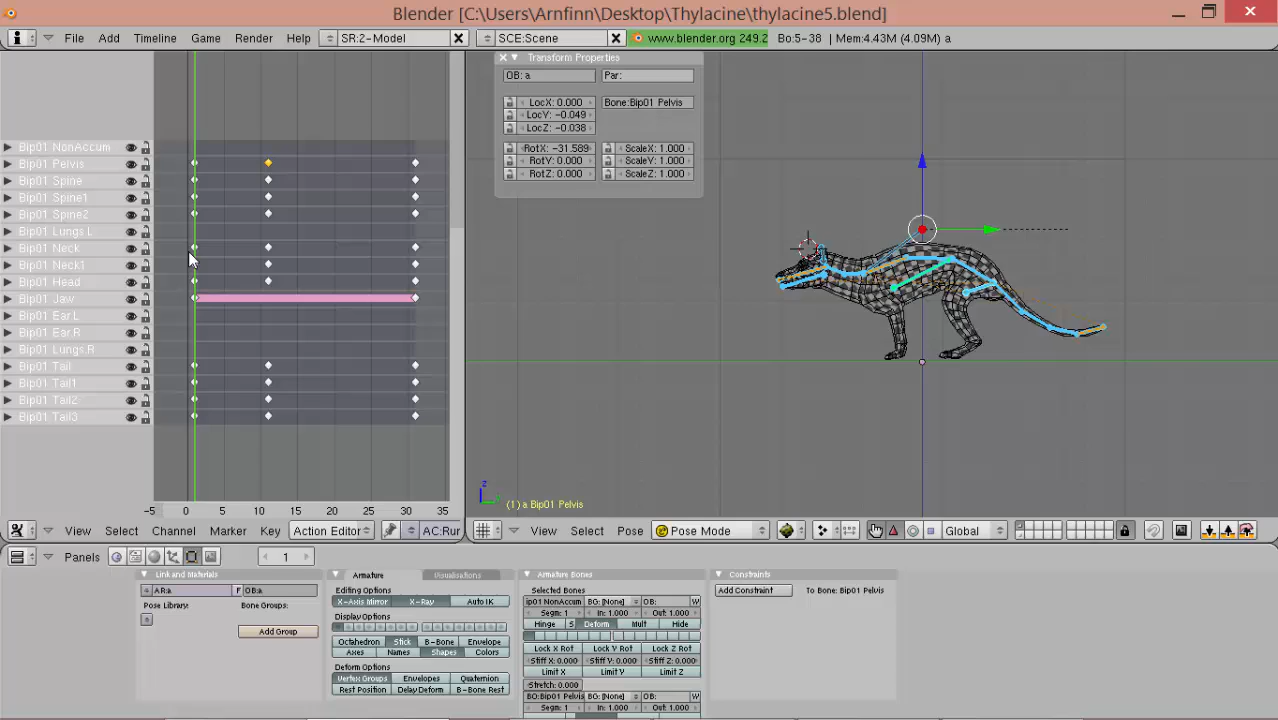 Blender [C:\Users\Arnfinn\Desktop\Thylacine\thylacine5.blend]
File Add Timeline Game Render Help SR:2-Model SCE:Scene www.blender.org 249.2 Bo:5-38 | Mem:4.43M (4.09M) a
Transform Properties
OB: a Par:
LocX: 0.000 Bone:Bip01 Pelvis
LocY: -0.049
LocZ: -0.038
RotX: -31.589 ScaleX: 1.000
RotY: 0.000 ScaleY: 1.000
RotZ: 0.000 ScaleZ: 1.000
Bip01 NonAccum
Bip01 Pelvis
Bip01 Spine
Bip01 Spine1
Bip01 Spine2
Bip01 Lungs L
Bip01 Neck
Bip01 Neck1
Bip01 Head
Bip01 Jaw
Bip01 Ear.L
Bip01 Ear.R
Bip01 Lungs.R
Bip01 Tail
Bip01 Tail1
Bip01 Tail2
Bip01 Tail3
-5 0 5 10 15 20 25 30 35
z
(1) a Bip01 Pelvis
View Select Channel Marker Key Action Editor AC:Rur
View Select Pose Pose Mode Global
Panels 1
Link and Materials
AR:a F OB:a
Pose Library: Bone Groups:
Add Group
Armature Visualisations
Editing Options
X-Axis Mirror X-Ray Auto IK
Display Options
Octahedron Stick B-Bone Envelope
Axes Names Shapes Colors
Deform Options
Vertex Groups Envelopes Quaternion
Rest Position Delay Deform B-Bone Rest
Armature Bones
Selected Bones
ip01 NonAccum BG: [None] OB: W
Segm: 1 In: 1.000 Out: 1.000
Hinge S Deform Mult Hide
Lock X Rot Lock Y Rot Lock Z Rot
Stiff X: 0.000 Stiff Y: 0.000 Stiff Z: 0.000
Limit X Limit Y Limit Z
Stretch: 0.000
BO:Bip01 Pelvis BG: [None] OB: W
Segm: 1 In: 1.000 Out: 1.000
Constraints
Add Constraint To Bone: Bip01 Pelvis